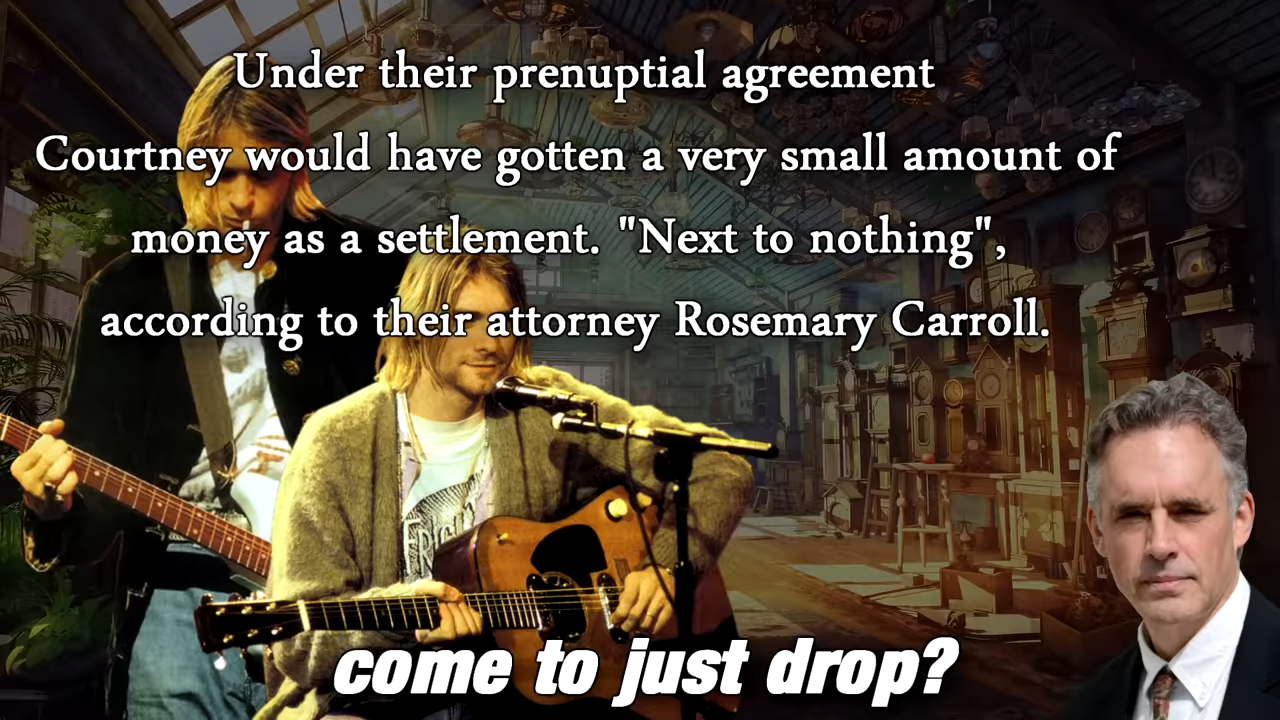 Under their prenuptial agreement
Courtney would have gotten a very small amount of
money as a settlement. "Next to nothing",
according to their attorney Rosemary Carroll.
come to just drop?